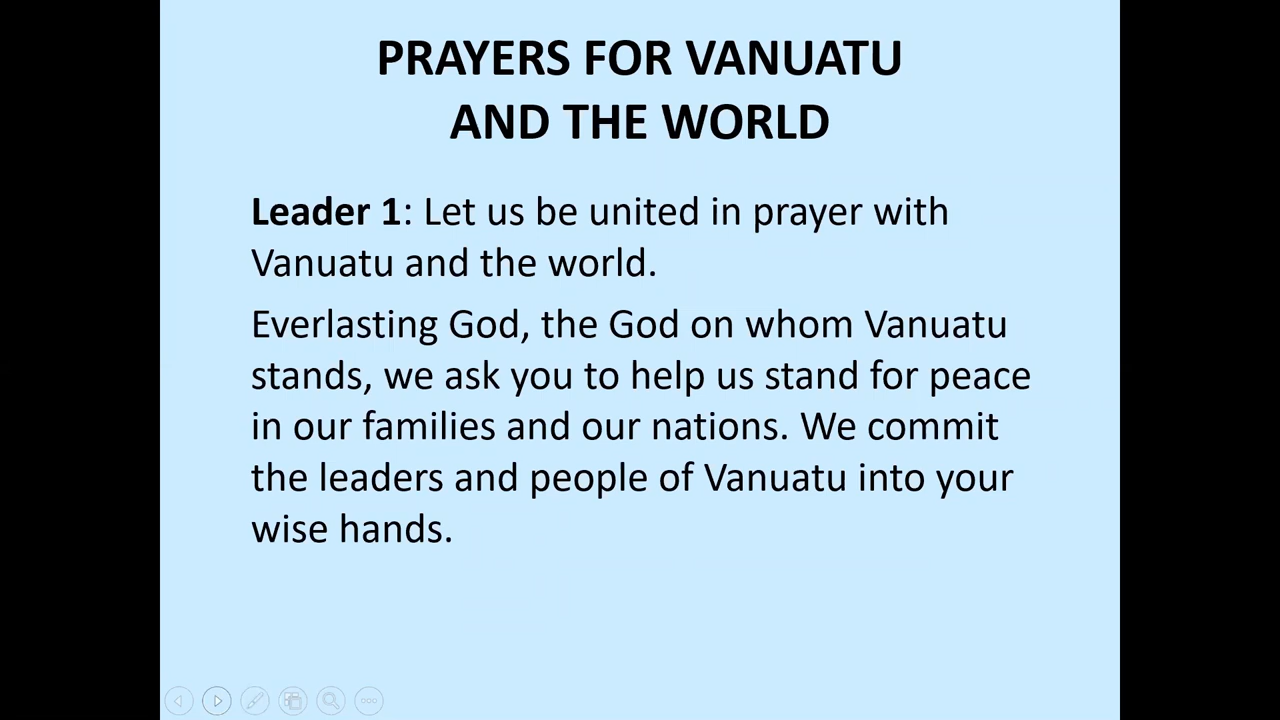 PRAYERS FOR VANUATU
AND THE WORLD
Leader 1: Let us be united in prayer with
Vanuatu and the world.
Everlasting God, the God on whom Vanuatu
stands, we ask you to help us stand for peace
in our families and our nations. We commit
the leaders and people of Vanuatu into your
wise hands.